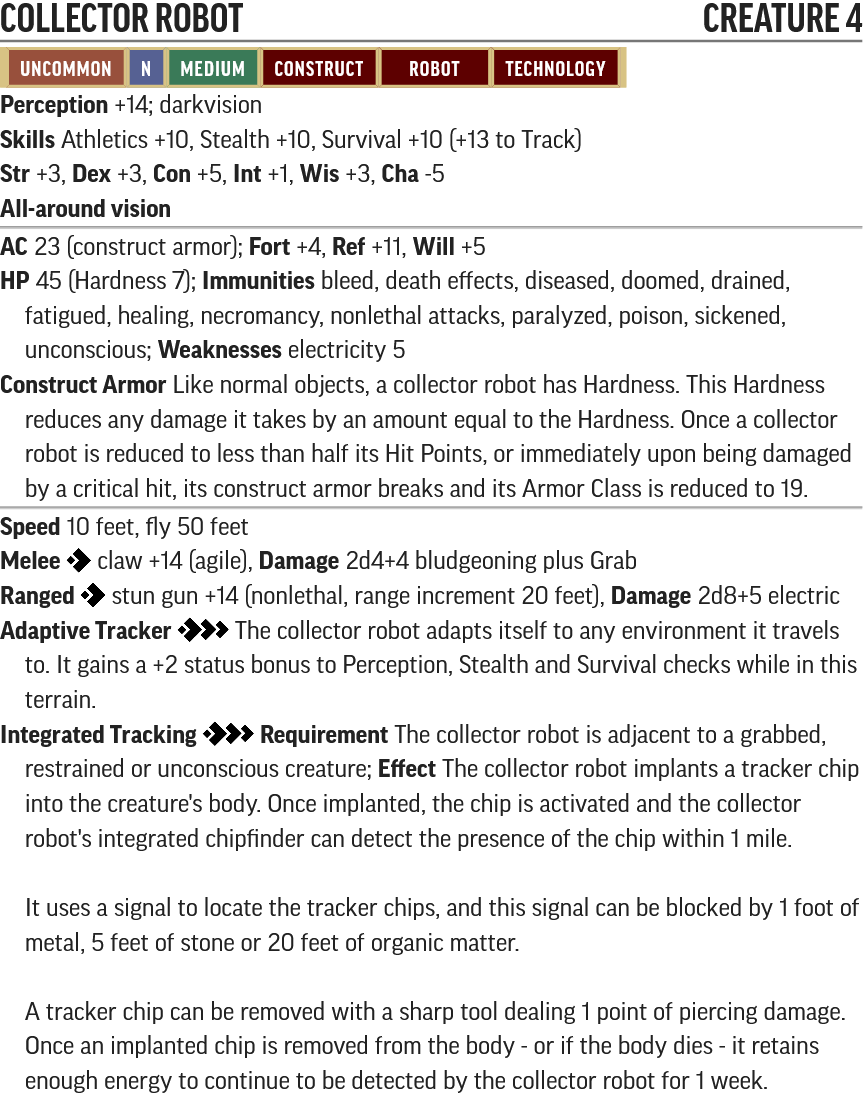 COLLECTOR ROBOT CREATURE 4
UNCOMMON N MEDIUM CONSTRUCT ROBOT TECHNOLOGY
Perception +14; darkvision
Skills Athletics +10, Stealth +10, Survival +10 (+13 to Track)
Str +3, Dex +3, Con +5, Int +1, Wis +3, Cha -5
All-around vision
AC 23 (construct armor); Fort +4, Ref +11, Will +5
HP 45 (Hardness 7); Immunities bleed, death effects, diseased, doomed, drained,
fatigued, healing, necromancy, nonlethal attacks, paralyzed, poison, sickened,
unconscious; Weaknesses electricity 5
Construct Armor Like normal objects, a collector robot has Hardness. This Hardness
reduces any damage it takes by an amount equal to the Hardness. Once a collector
robot is reduced to less than half its Hit Points, or immediately upon being damaged
by a critical hit, its construct armor breaks and its Armor Class is reduced to 19.
Speed 10 feet, fly 50 feet
Melee claw +14 (agile), Damage 2d4+4 bludgeoning plus Grab
Ranged stun gun +14 (nonlethal, range increment 20 feet), Damage 2d8+5 electric
Adaptive Tracker The collector robot adapts itself to any environment it travels
to. It gains a +2 status bonus to Perception, Stealth and Survival checks while in this
terrain.
Integrated Tracking Requirement The collector robot is adjacent to a grabbed,
restrained or unconscious creature; Effect The collector robot implants a tracker chip
into the creature's body. Once implanted, the chip is activated and the collector
robot's integrated chipfinder can detect the presence of the chip within 1 mile.
It uses a signal to locate the tracker chips, and this signal can be blocked by 1 foot of
metal, 5 feet of stone or 20 feet of organic matter.
A tracker chip can be removed with a sharp tool dealing 1 point of piercing damage.
Once an implanted chip is removed from the body - or if the body dies - it retains
enough energy to continue to be detected by the collector robot for 1 week.